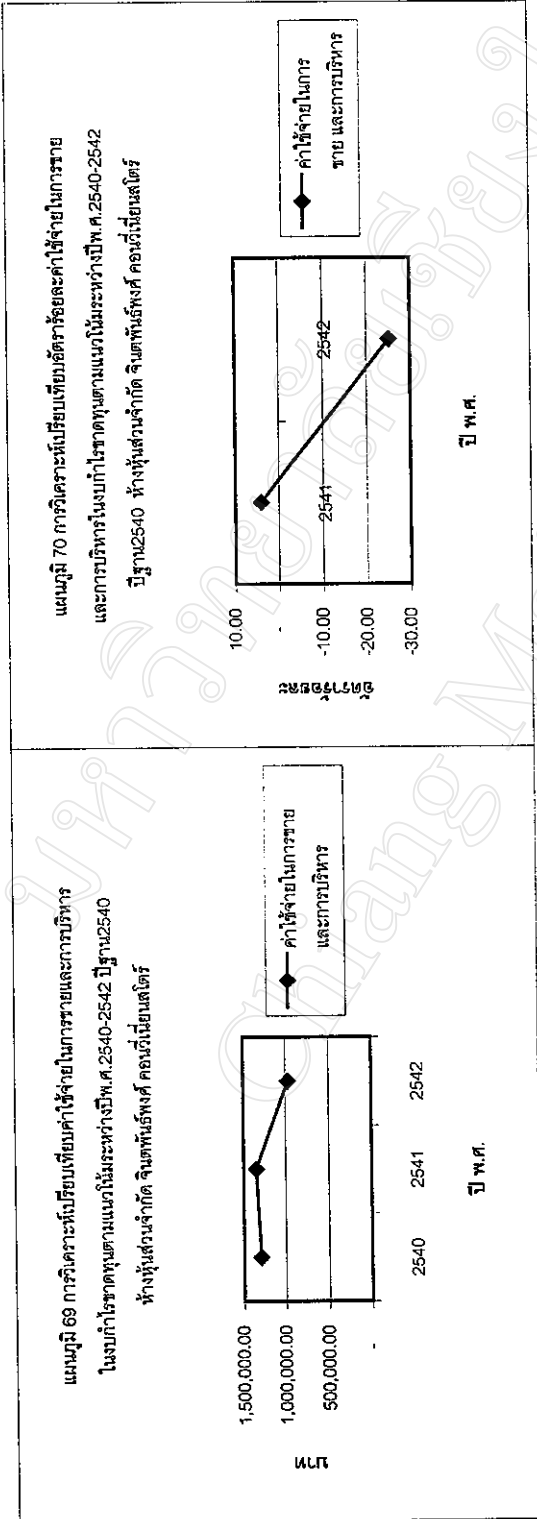 แผนภูมิ 69 การวิเคราะห์เปรียบเทียบค่าใช้จ่ายในการขายและการบริหาร
ในงบกำไรขาดทุนตามแนวโน้มระหว่างปีพ.ศ.2540-2542 ปีฐาน2540
ห้างหุ้นส่วนจำกัด จินตพันธ์พงศ์ คอนวีเนี่ยนสโตร์
บาท
1,500,000.00
1,000,000.00
500,000.00
-
2540 2541 2542
ปี พ.ศ.
ค่าใช้จ่ายในการขาย
และการบริหาร
แผนภูมิ 70 การวิเคราะห์เปรียบเทียบอัตราร้อยละค่าใช้จ่ายในการขาย
และการบริหารในงบกำไรขาดทุนตามแนวโน้มระหว่างปีพ.ศ.2540-2542
ปีฐาน2540 ห้างหุ้นส่วนจำกัด จินตพันธ์พงศ์ คอนวีเนี่ยนสโตร์
อัตราร้อยละ
10.00
-
-10.00
-20.00
-30.00
2541 2542
ปี พ.ศ.
ค่าใช้จ่ายในการ
ขาย และการบริหาร
Chiang M